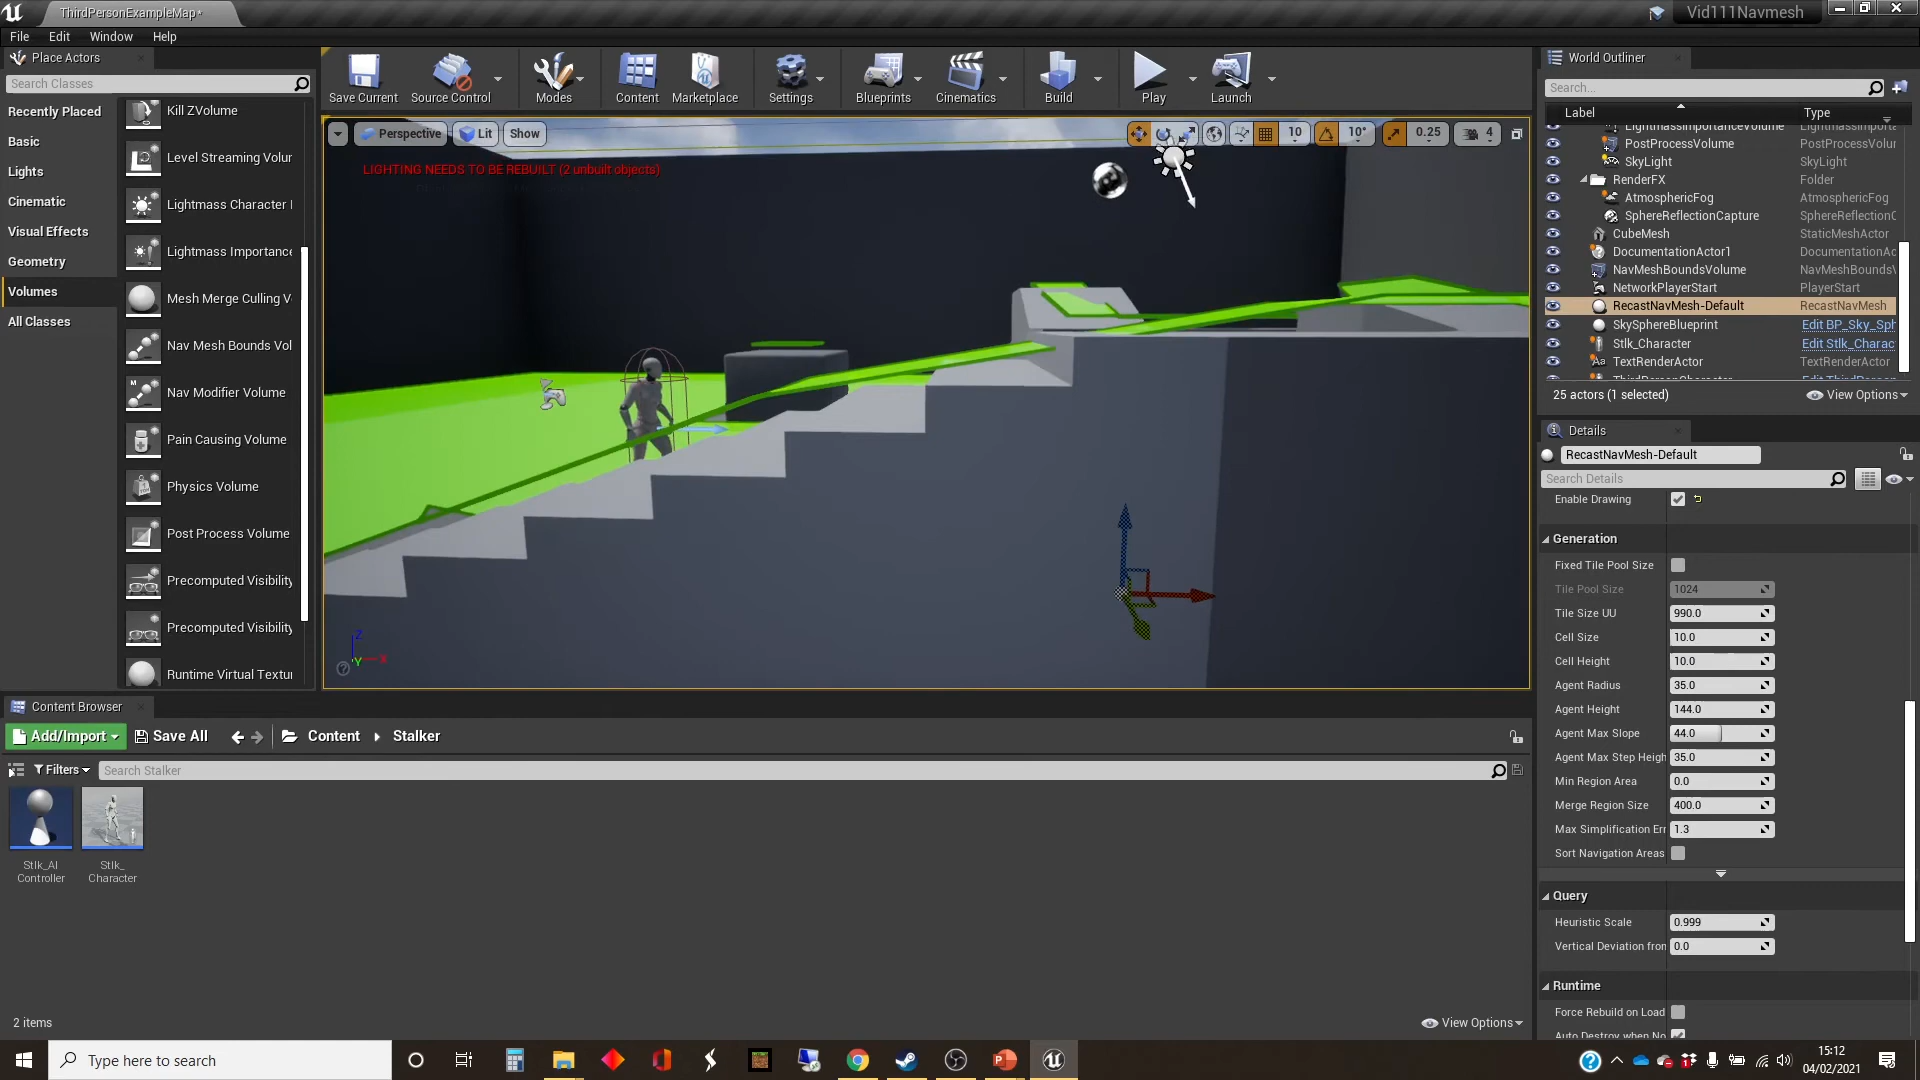 ThirdPersonExampleMap*
Vid111Navmesh
File Edit Window Help
Place Actors
Search Classes
Recently Placed
Basic
Lights
Cinematic
Visual Effects
Geometry
Volumes
All Classes
Kill ZVolume
Level Streaming Volur
Lightmass Character I
Lightmass Importance
Mesh Merge Culling V
Nav Mesh Bounds Vol
Nav Modifier Volume
Pain Causing Volume
Physics Volume
Post Process Volume
Precomputed Visibility
Precomputed Visibility
Runtime Virtual Textur
Save Current
Source Control
Modes
Content
Marketplace
Settings
Blueprints
Cinematics
Build
Play
Launch
Perspective Lit Show
10 10° 0.25 4
LIGHTING NEEDS TO BE REBUILT (2 unbuilt objects)
Z
Y X
World Outliner
Search...
Label Type
LightmassImportanceVolume
PostProcessVolume PostProcessVolur
SkyLight SkyLight
RenderFX Folder
AtmosphericFog AtmosphericFog
SphereReflectionCapture SphereReflectionC
CubeMesh StaticMeshActor
DocumentationActor1 DocumentationAc
NavMeshBoundsVolume NavMeshBoundsV
NetworkPlayerStart PlayerStart
RecastNavMesh-Default RecastNavMesh
SkySphereBlueprint Edit BP_Sky_Sph
Stlk_Character Edit Stlk_Charac
TextRenderActor TextRenderActor
25 actors (1 selected) View Options
Details
RecastNavMesh-Default
Search Details
Enable Drawing
Generation
Fixed Tile Pool Size
Tile Pool Size 1024
Tile Size UU 990.0
Cell Size 10.0
Cell Height 10.0
Agent Radius 35.0
Agent Height 144.0
Agent Max Slope 44.0
Agent Max Step Heigh 35.0
Min Region Area 0.0
Merge Region Size 400.0
Max Simplification Err 1.3
Sort Navigation Areas
Query
Heuristic Scale 0.999
Vertical Deviation fron 0.0
Runtime
Force Rebuild on Load
Auto Destroy when No
Content Browser
Add/Import Save All Content Stalker
Filters Search Stalker
Stlk_AI
Controller
Stlk_
Character
2 items
View Options
Type here to search
15:12
04/02/2021